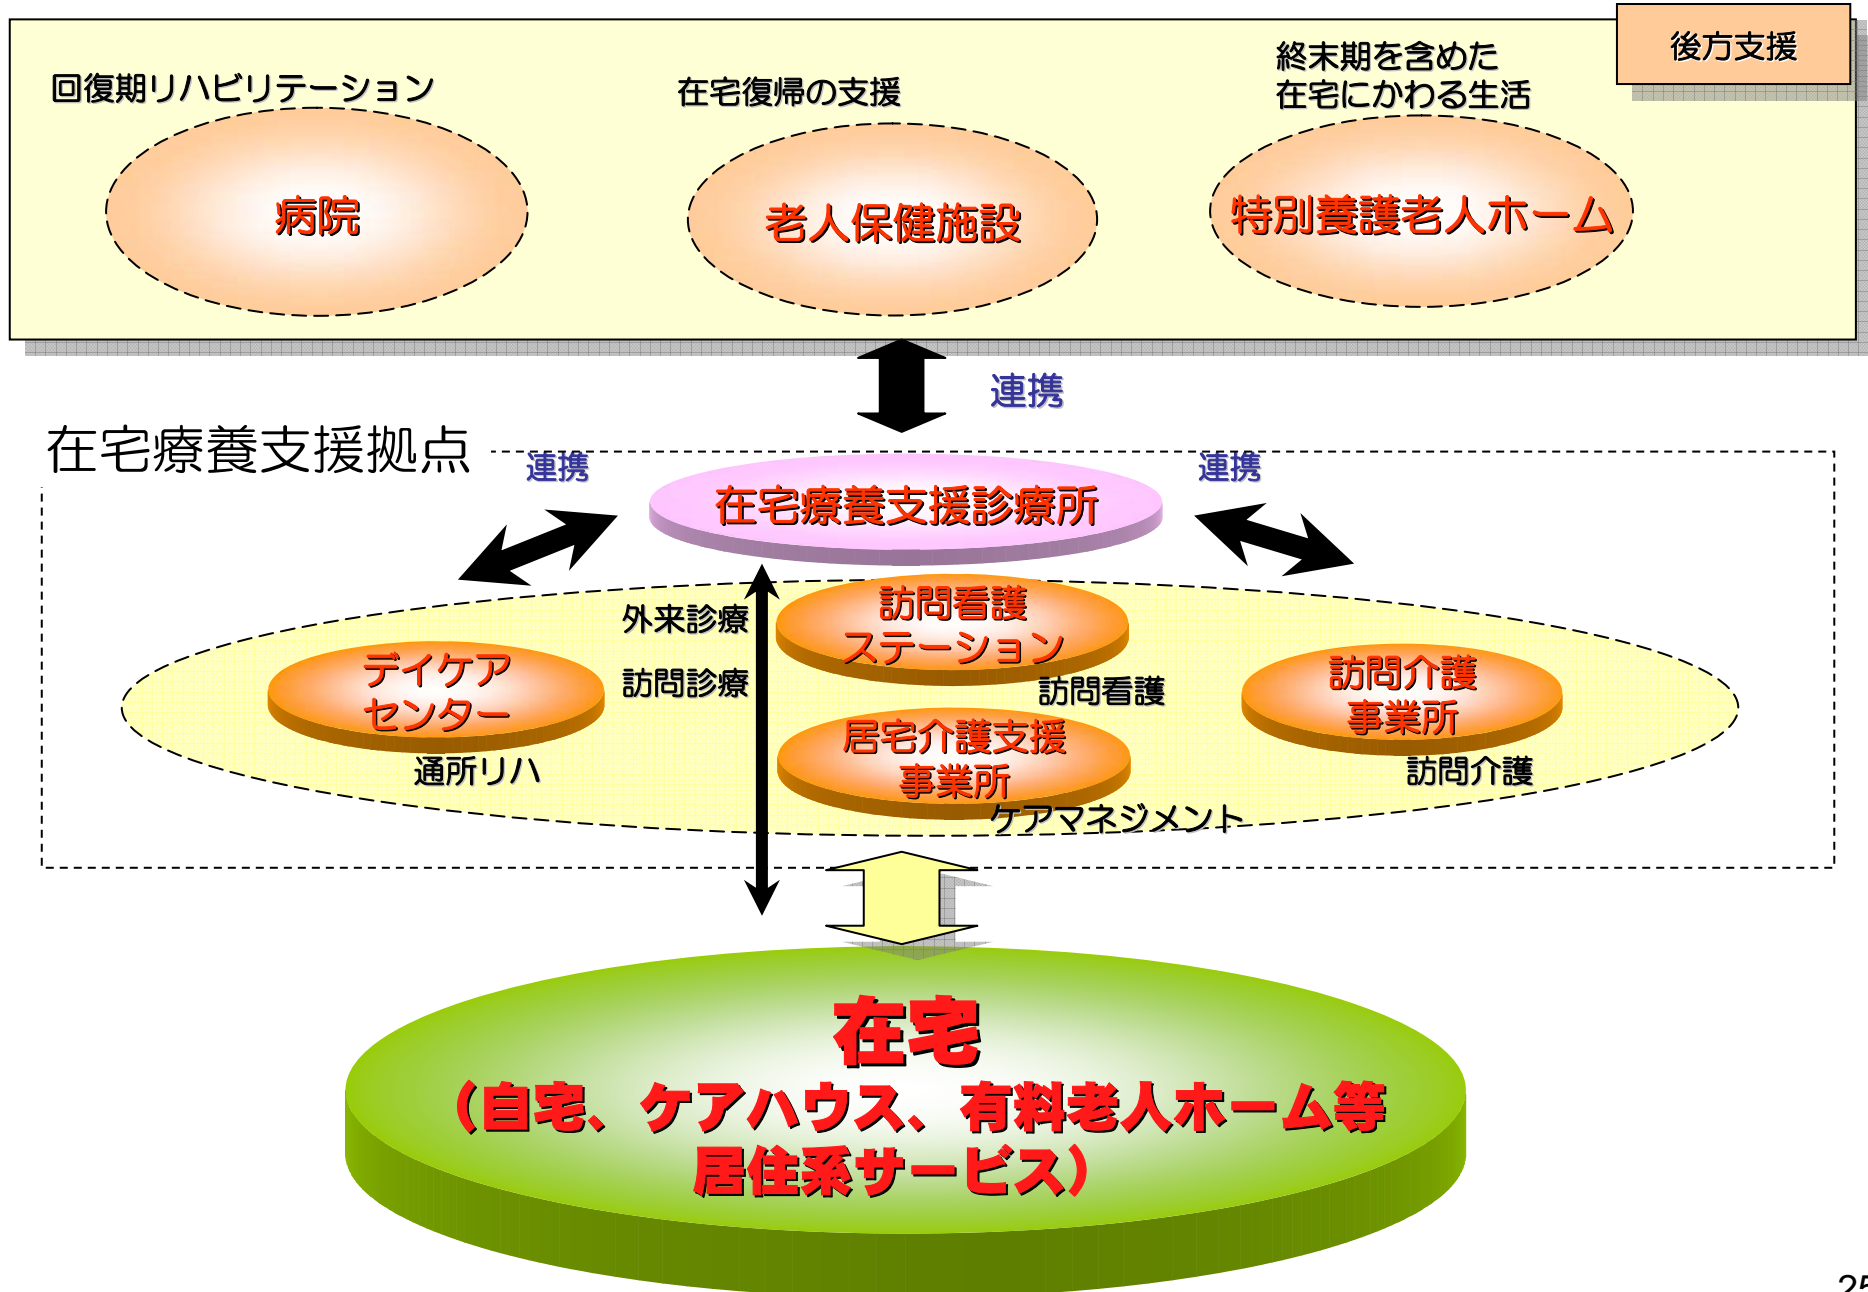 後方支援
回復期リハビリテーション
病院
在宅復帰の支援
老人保健施設
終末期を含めた
在宅にかわる生活
特別養護老人ホーム
連携
在宅療養支援拠点
連携
在宅療養支援診療所
連携
外来診療
訪問診療
訪問看護
ステーション
訪問看護
デイケア
センター
通所リハ
居宅介護支援
事業所
ケアマネジメント
訪問介護
事業所
訪問介護
在宅
（自宅、ケアハウス、有料老人ホーム等
居住系サービス）
25